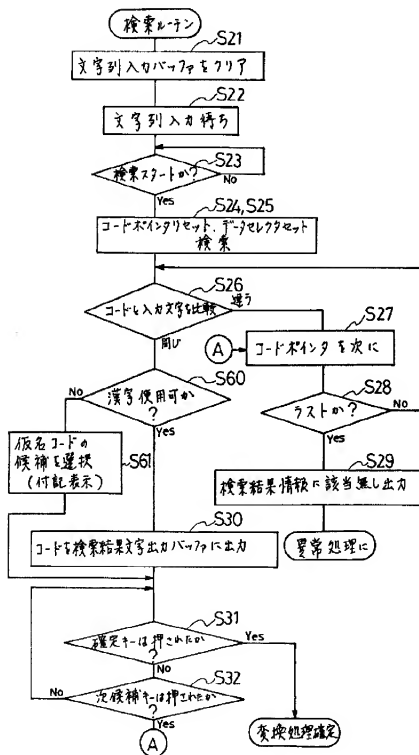 検索ルーテン
S21
文字列入力バッファをクリア
S22
文字列入力待ち
S23
検索スタートか?
No
Yes
S24,S25
コードポインタリセット、データセレクタセット
検索
S26
コードと入力文字を比較
違う
同じ
S27
A
コードポインタを次に
S60
No
漢字使用可か
?
Yes
S28
ラストか?
No
Yes
仮名コードの
候補を選択
(付記表示)
S61
S29
検索結果情報に該当無し出力
異常処理に
S30
コードを検索結果文字出力バッファに出力
S31
確定キーは押されたか
?
Yes
No
S32
No
次候補キーは押されたか
?
Yes
A
変換処理確定